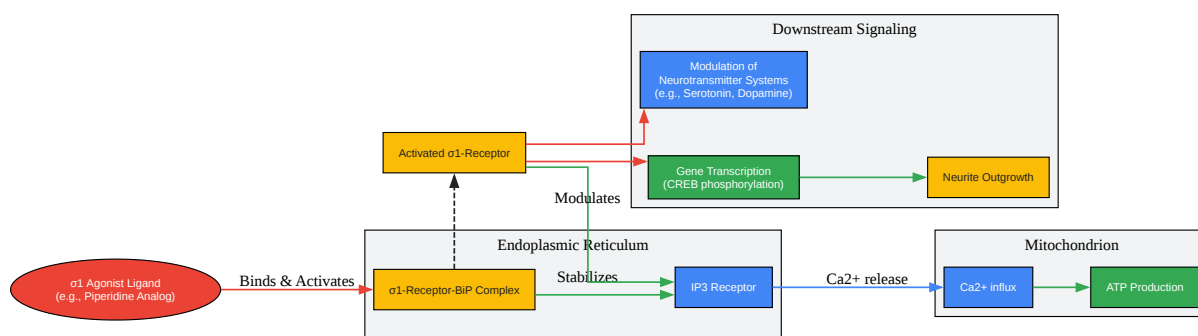 Downstream Signaling
Modulation of
Neurotransmitter Systems
(e.g., Serotonin, Dopamine)
Activated σ1-Receptor
Gene Transcription
(CREB phosphorylation)
Neurite Outgrowth
Modulates
Endoplasmic Reticulum
Mitochondrion
σ1 Agonist Ligand
(e.g., Piperidine Analog)
Binds & Activates
σ1-Receptor-BiP Complex
Stabilizes
IP3 Receptor
Ca2+ release
Ca2+ influx
ATP Production